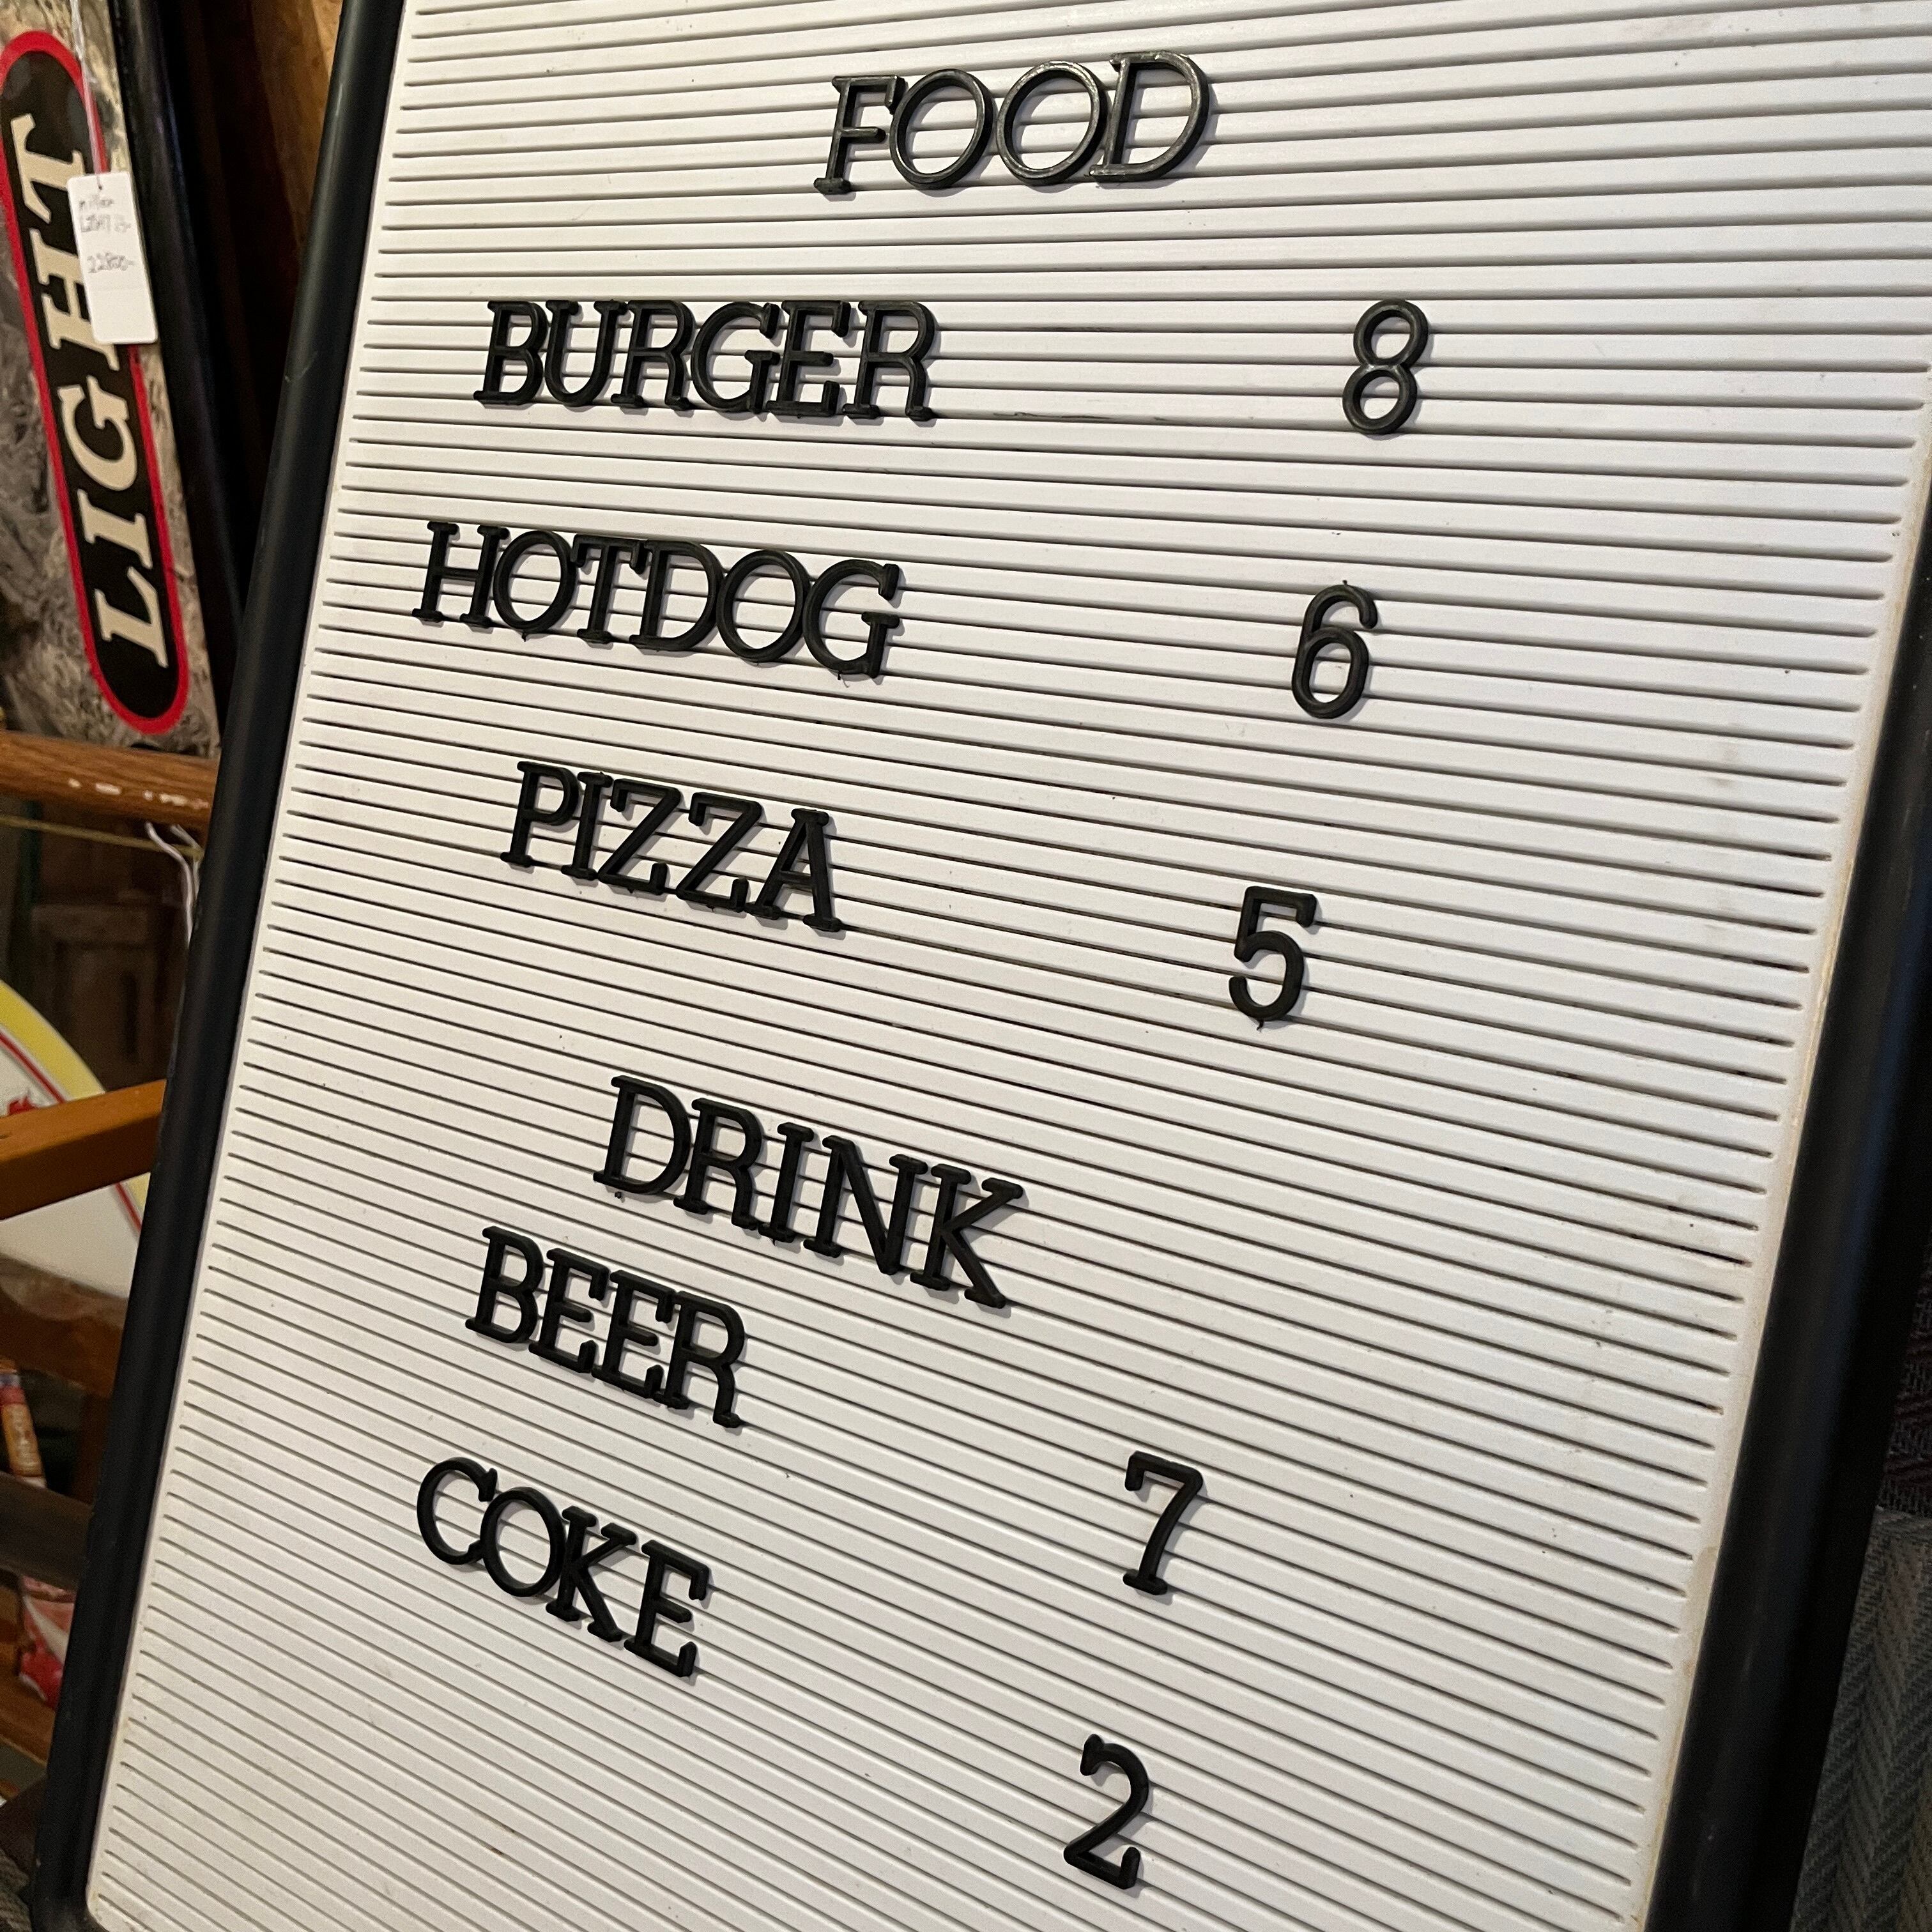 FOOD
BURGER 8
HOTDOG 6
PIZZA 5
DRINK
BEER 7
COKE 2
LIGHT